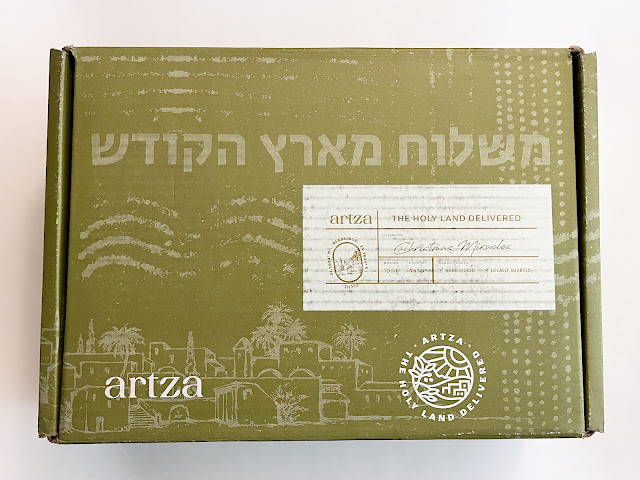 משלוח מארץ הקודש
artza
THE HOLY LAND DELIVERED
Christmas Miracles
HAND PICKED
LOCALLY SOURCED
artza
ARTZA · THE HOLY LAND DELIVERED ·